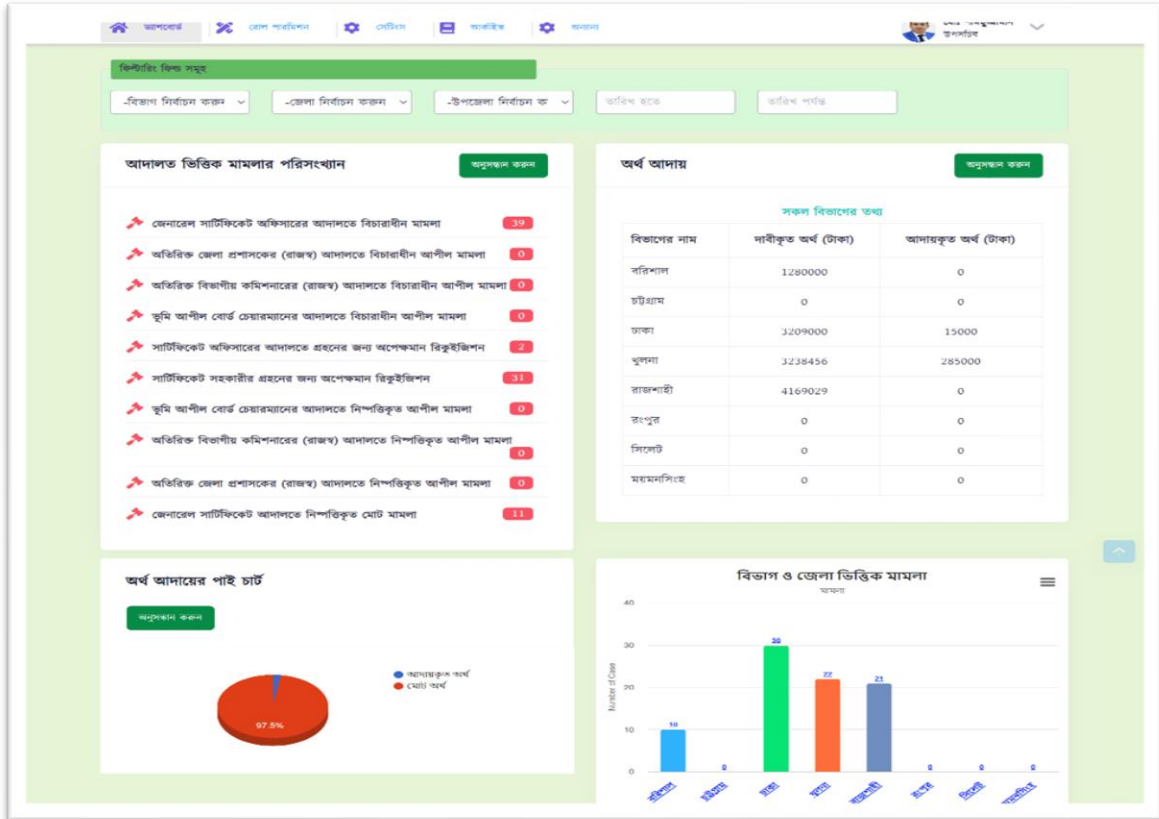 ড্যাশবোর্ড
রোল পারমিশন
সেটিংস
আর্কাইভ
অন্যান্য
উপসচিব
ফিল্টারিং ফিল্ড সমূহ
-বিভাগ নির্বাচন করুন
-জেলা নির্বাচন করুন
-উপজেলা নির্বাচন ক
তারিখ হতে
তারিখ পর্যন্ত
আদালত ভিত্তিক মামলার পরিসংখ্যান
অনুসন্ধান করুন
জেনারেল সার্টিফিকেট অফিসারের আদালতে বিচারাধীন মামলা 39
অতিরিক্ত জেলা প্রশাসকের (রাজস্ব) আদালতে বিচারাধীন আপীল মামলা 0
অতিরিক্ত বিভাগীয় কমিশনারের (রাজস্ব) আদালতে বিচারাধীন আপীল মামলা 0
ভূমি আপীল বোর্ড চেয়ারম্যানের আদালতে বিচারাধীন আপীল মামলা 0
সার্টিফিকেট অফিসারের আদালতে গ্রহনের জন্য অপেক্ষমান রিকুইজিশন 2
সার্টিফিকেট সহকারীর গ্রহনের জন্য অপেক্ষমান রিকুইজিশন 31
ভূমি আপীল বোর্ড চেয়ারম্যানের আদালতে নিষ্পত্তিকৃত আপীল মামলা 0
অতিরিক্ত বিভাগীয় কমিশনারের (রাজস্ব) আদালতে নিষ্পত্তিকৃত আপীল মামলা
0
অতিরিক্ত জেলা প্রশাসকের (রাজস্ব) আদালতে নিষ্পত্তিকৃত আপীল মামলা 0
জেনারেল সার্টিফিকেট আদালতে নিষ্পত্তিকৃত মোট মামলা 11
অর্থ আদায়
অনুসন্ধান করুন
সকল বিভাগের তথ্য
বিভাগের নাম দাবীকৃত অর্থ (টাকা) আদায়কৃত অর্থ (টাকা)
বরিশাল 1280000 0
চট্টগ্রাম 0 0
ঢাকা 3209000 15000
খুলনা 3238456 285000
রাজশাহী 4169029 0
রংপুর 0 0
সিলেট 0 0
ময়মনসিংহ 0 0
অর্থ আদায়ের পাই চার্ট
অনুসন্ধান করুন
আদায়কৃত অর্থ
মোট অর্থ
97.5%
বিভাগ ও জেলা ভিত্তিক মামলা
মামলা
Number of Case
40
30
20
10
0
10
0
30
22
21
0
0
0
বরিশাল
চট্টগ্রাম
ঢাকা
খুলনা
রাজশাহী
রংপুর
সিলেট